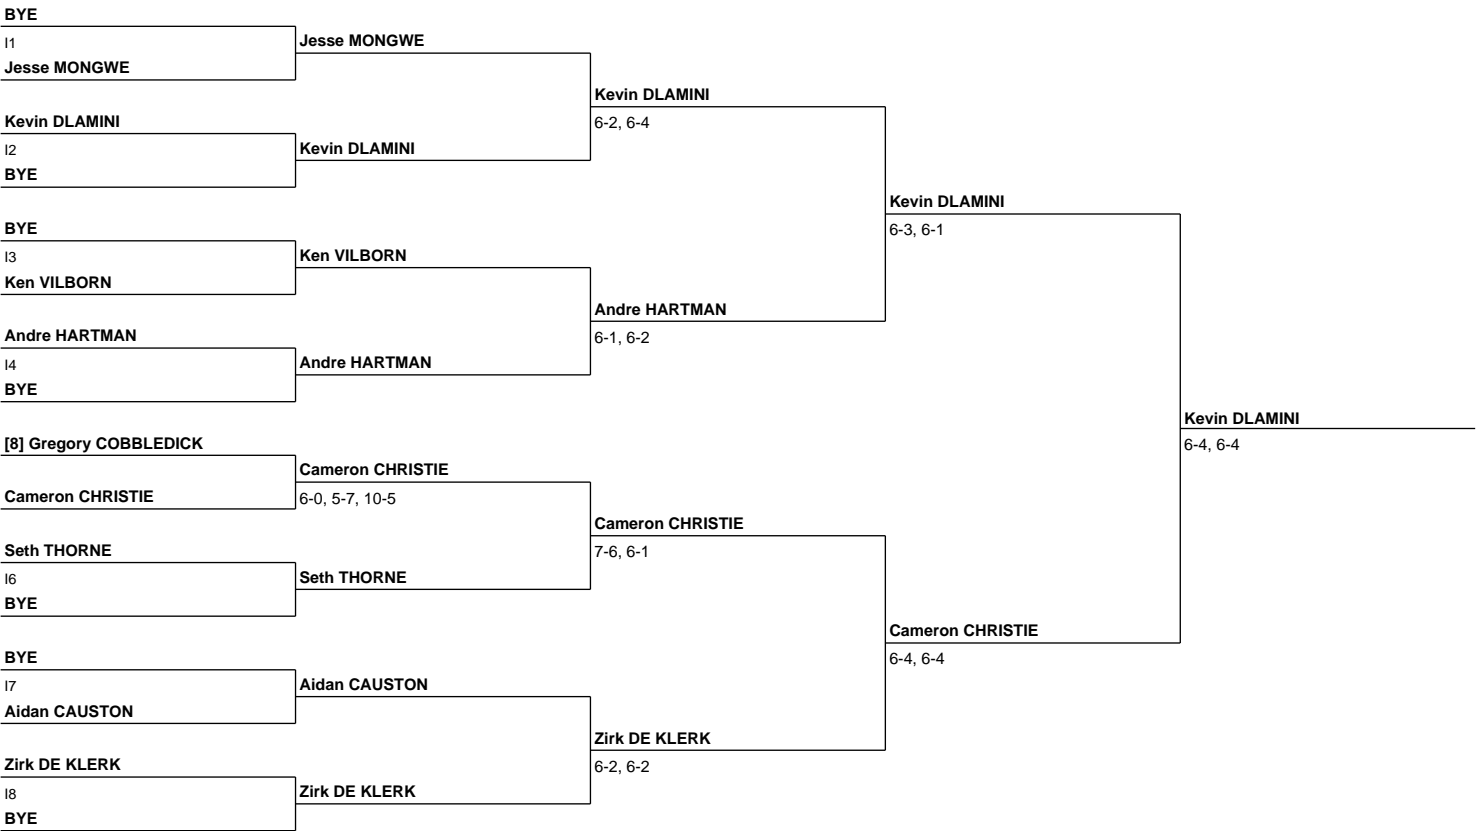 BYE
I1
Jesse MONGWE
Kevin DLAMINI
I2
BYE
BYE
I3
Ken VILBORN
Andre HARTMAN
I4
BYE
[8] Gregory COBBLEDICK
Cameron CHRISTIE
Seth THORNE
I6
BYE
BYE
I7
Aidan CAUSTON
Zirk DE KLERK
I8
BYE
Jesse MONGWE
Kevin DLAMINI
Ken VILBORN
Andre HARTMAN
Cameron CHRISTIE
6-0, 5-7, 10-5
Seth THORNE
Aidan CAUSTON
Zirk DE KLERK
Kevin DLAMINI
6-2, 6-4
Andre HARTMAN
6-1, 6-2
Cameron CHRISTIE
7-6, 6-1
Zirk DE KLERK
6-2, 6-2
Kevin DLAMINI
6-3, 6-1
Cameron CHRISTIE
6-4, 6-4
Kevin DLAMINI
6-4, 6-4